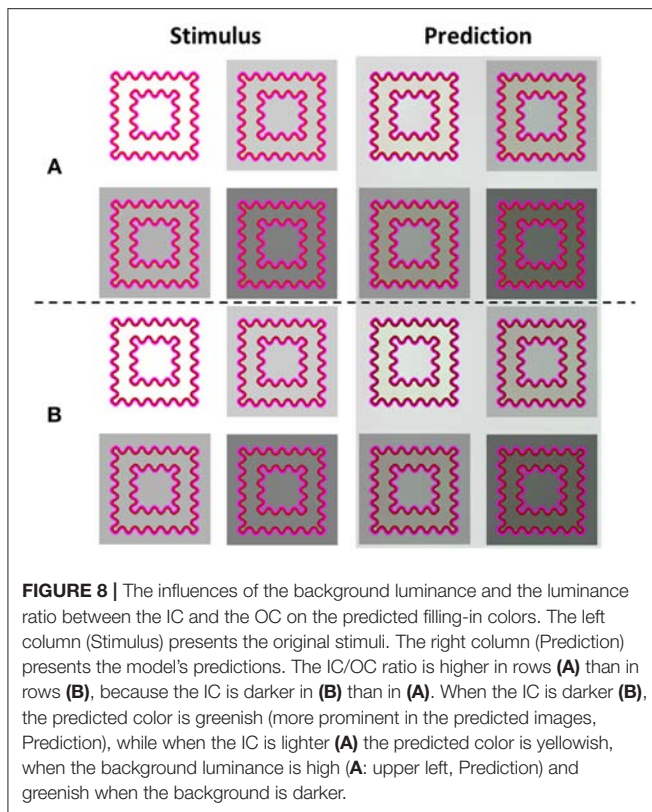 Stimulus Prediction
A
B
FIGURE 8 | The influences of the background luminance and the luminance
ratio between the IC and the OC on the predicted filling-in colors. The left
column (Stimulus) presents the original stimuli. The right column (Prediction)
presents the model's predictions. The IC/OC ratio is higher in rows (A) than in
rows (B), because the IC is darker in (B) than in (A). When the IC is darker (B),
the predicted color is greenish (more prominent in the predicted images,
Prediction), while when the IC is lighter (A) the predicted color is yellowish,
when the background luminance is high (A: upper left, Prediction) and
greenish when the background is darker.